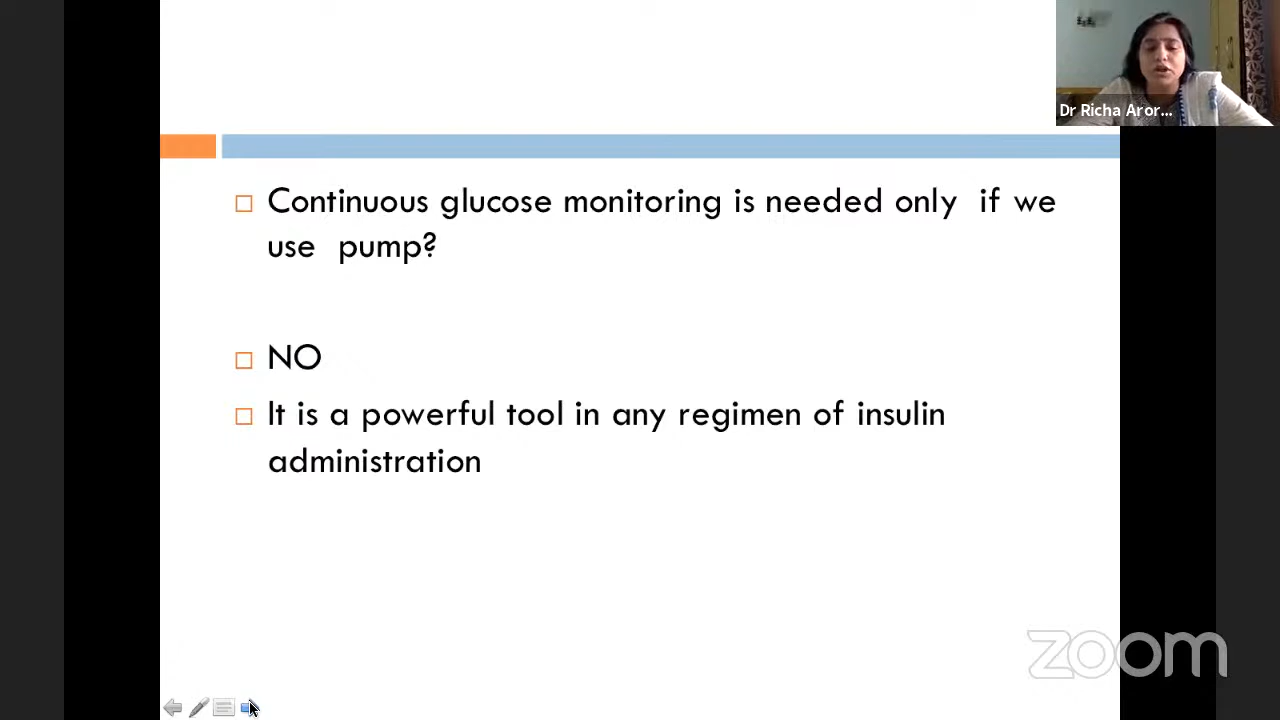 Dr Richa Aror...
Continuous glucose monitoring is needed only if we
use pump?
NO
It is a powerful tool in any regimen of insulin
administration
zoom